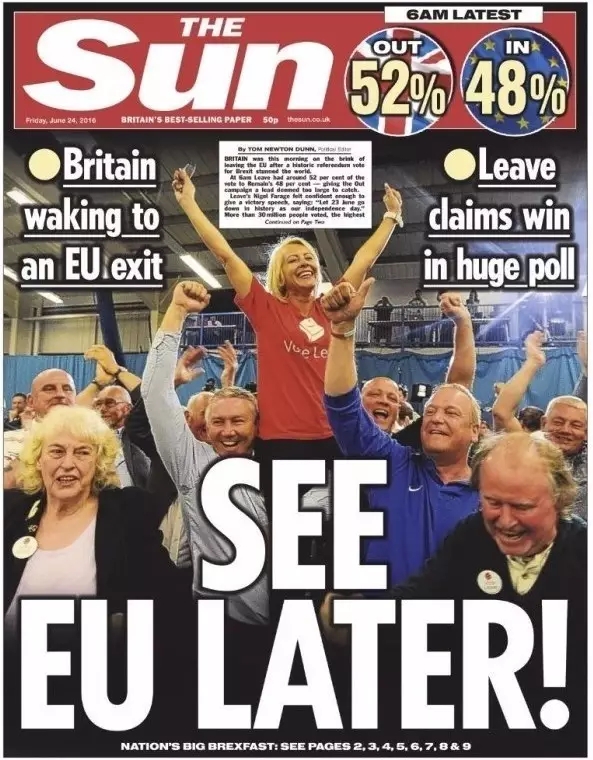 6AM LATEST
THE
Sun
OUT
52%
IN
48%
Friday, June 24, 2016
BRITAIN'S BEST-SELLING PAPER
50p
thesun.co.uk
Britain
waking to
an EU exit
By TOM NEWTON DUNN, Political Editor
BRITAIN was this morning on the brink of
leaving the EU after a historic referendum vote
for Brexit stunned the world.
At 6am Leave had around 52 per cent of the
vote to Remain's 48 per cent — giving the Out
campaign a lead deemed too large to catch.
Leave's Nigel Farage felt confident enough to
give a victory speech, saying: "Let 23 June go
down in history as our independence day."
More than 30million people voted, the highest
Continued on Page Two
Leave
claims win
in huge poll
Vote Le
SEE
EU LATER!
NATION'S BIG BREXFAST: SEE PAGES 2, 3, 4, 5, 6, 7, 8 & 9